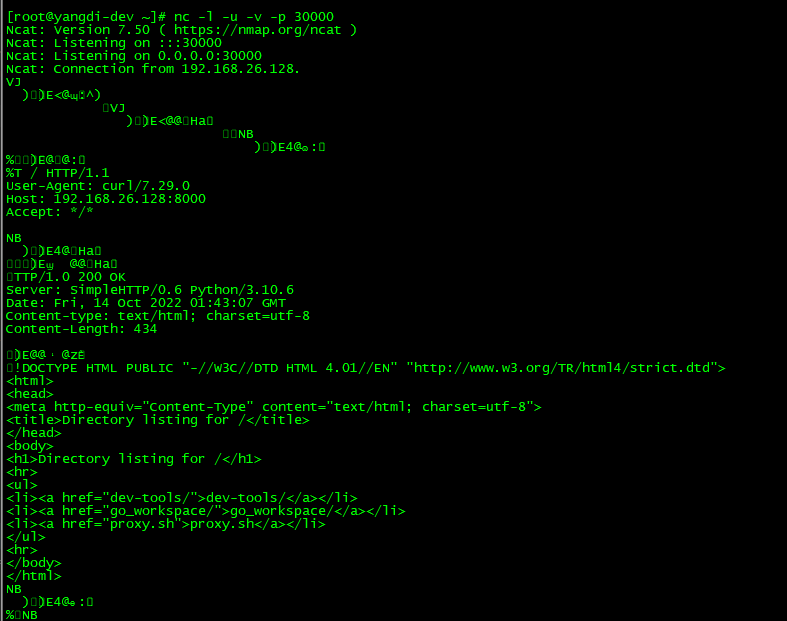 [root@yangdi-dev ~]# nc -l -u -v -p 30000
Ncat: Version 7.50 ( https://nmap.org/ncat )
Ncat: Listening on :::30000
Ncat: Listening on 0.0.0.0:30000
Ncat: Connection from 192.168.26.128.
VJ
))E<@:^)
VJ
))E<@@Ha
NB
))E4@:
%)E@@:
%T / HTTP/1.1
User-Agent: curl/7.29.0
Host: 192.168.26.128:8000
Accept: */*
NB
))E4@Ha
)E @@Ha
TTP/1.0 200 OK
Server: SimpleHTTP/0.6 Python/3.10.6
Date: Fri, 14 Oct 2022 01:43:07 GMT
Content-type: text/html; charset=utf-8
Content-Length: 434
)E@@ @zE
!DOCTYPE HTML PUBLIC "-//W3C//DTD HTML 4.01//EN" "http://www.w3.org/TR/html4/strict.dtd">
<html>
<head>
<meta http-equiv="Content-Type" content="text/html; charset=utf-8">
<title>Directory listing for /</title>
</head>
<body>
<h1>Directory listing for /</h1>
<hr>
<ul>
<li><a href="dev-tools/">dev-tools/</a></li>
<li><a href="go_workspace/">go_workspace/</a></li>
<li><a href="proxy.sh">proxy.sh</a></li>
</ul>
<hr>
</body>
</html>
NB
))E4@:
%NB